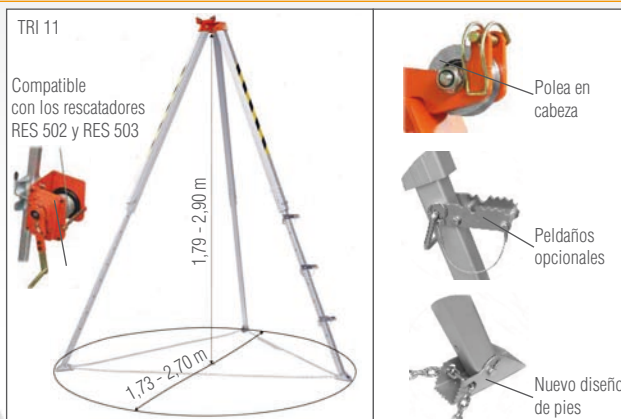 TRI 11
Compatible
con los rescatadores
RES 502 y RES 503
1,79 - 2,90 m
1,73 - 2,70 m
Polea en
cabeza
Peldaños
opcionales
Nuevo diseño
de pies